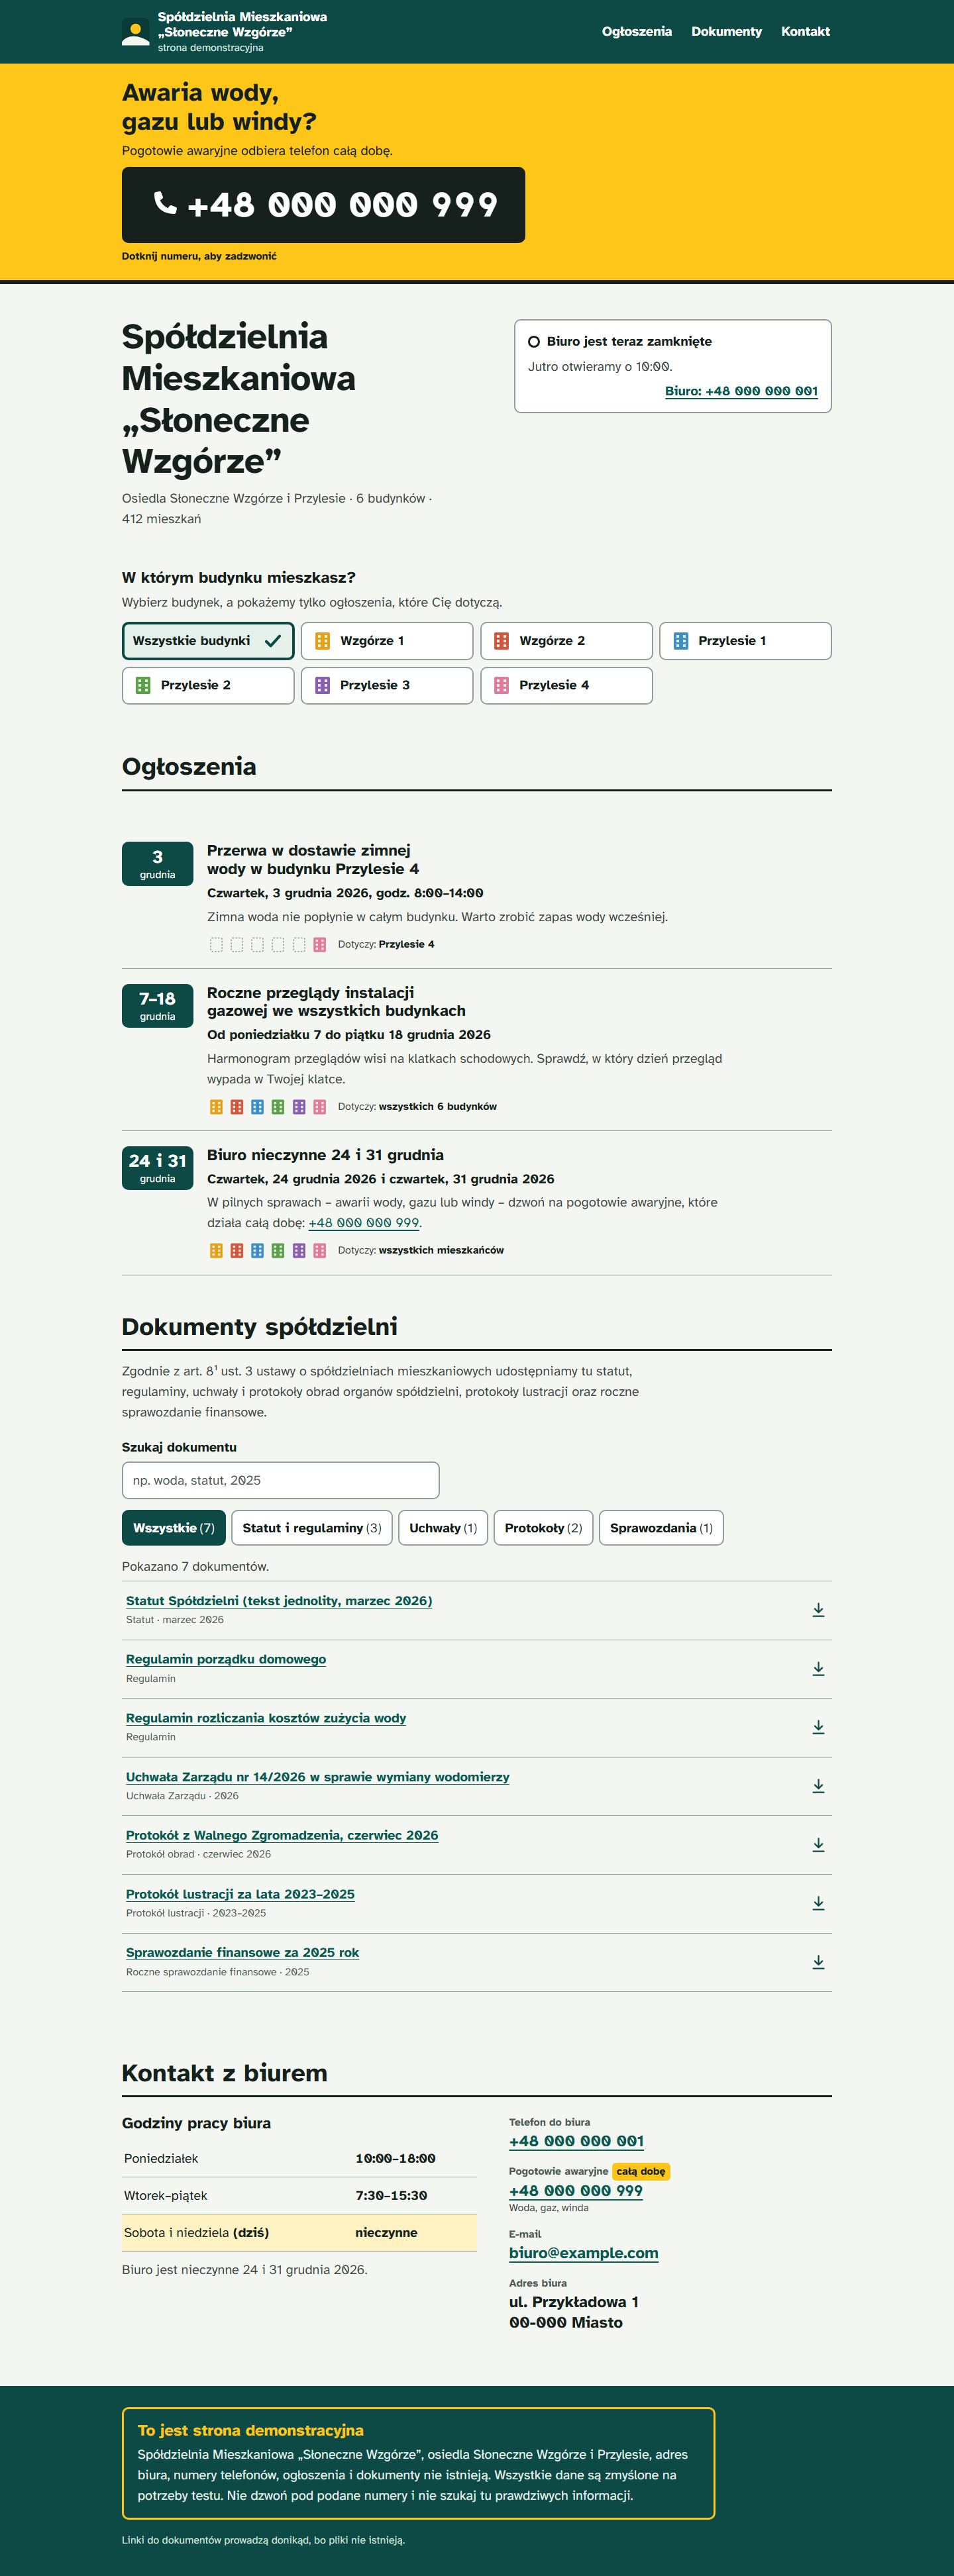 Spółdzielnia Mieszkaniowa
„Słoneczne Wzgórze”
strona demonstracyjna
Ogłoszenia
Dokumenty
Kontakt
Awaria wody,
gazu lub windy?
Pogotowie awaryjne odbiera telefon całą dobę.
+48 000 000 999
Dotknij numeru, aby zadzwonić
Spółdzielnia
Mieszkaniowa
„Słoneczne
Wzgórze”
Osiedla Słoneczne Wzgórze i Przylesie · 6 budynków ·
412 mieszkań
Biuro jest teraz zamknięte
Jutro otwieramy o 10:00.
Biuro: +48 000 000 001
W którym budynku mieszkasz?
Wybierz budynek, a pokażemy tylko ogłoszenia, które Cię dotyczą.
Wszystkie budynki
Wzgórze 1
Wzgórze 2
Przylesie 1
Przylesie 2
Przylesie 3
Przylesie 4
Ogłoszenia
3
grudnia
Przerwa w dostawie zimnej
wody w budynku Przylesie 4
Czwartek, 3 grudnia 2026, godz. 8:00–14:00
Zimna woda nie popłynie w całym budynku. Warto zrobić zapas wody wcześniej.
Dotyczy: Przylesie 4
7–18
grudnia
Roczne przeglądy instalacji
gazowej we wszystkich budynkach
Od poniedziałku 7 do piątku 18 grudnia 2026
Harmonogram przeglądów wisi na klatkach schodowych. Sprawdź, w który dzień przegląd
wypada w Twojej klatce.
Dotyczy: wszystkich 6 budynków
24 i 31
grudnia
Biuro nieczynne 24 i 31 grudnia
Czwartek, 24 grudnia 2026 i czwartek, 31 grudnia 2026
W pilnych sprawach – awarii wody, gazu lub windy – dzwoń na pogotowie awaryjne, które
działa całą dobę: +48 000 000 999.
Dotyczy: wszystkich mieszkańców
Dokumenty spółdzielni
Zgodnie z art. 8¹ ust. 3 ustawy o spółdzielniach mieszkaniowych udostępniamy tu statut,
regulaminy, uchwały i protokoły obrad organów spółdzielni, protokoły lustracji oraz roczne
sprawozdanie finansowe.
Szukaj dokumentu
np. woda, statut, 2025
Wszystkie (7)
Statut i regulaminy (3)
Uchwały (1)
Protokoły (2)
Sprawozdania (1)
Pokazano 7 dokumentów.
Statut Spółdzielni (tekst jednolity, marzec 2026)
Statut · marzec 2026
Regulamin porządku domowego
Regulamin
Regulamin rozliczania kosztów zużycia wody
Regulamin
Uchwała Zarządu nr 14/2026 w sprawie wymiany wodomierzy
Uchwała Zarządu · 2026
Protokół z Walnego Zgromadzenia, czerwiec 2026
Protokół obrad · czerwiec 2026
Protokół lustracji za lata 2023–2025
Protokół lustracji · 2023–2025
Sprawozdanie finansowe za 2025 rok
Roczne sprawozdanie finansowe · 2025
Kontakt z biurem
Godziny pracy biura
Poniedziałek 10:00–18:00
Wtorek–piątek 7:30–15:30
Sobota i niedziela (dziś) nieczynne
Biuro jest nieczynne 24 i 31 grudnia 2026.
Telefon do biura
+48 000 000 001
Pogotowie awaryjne całą dobę
+48 000 000 999
Woda, gaz, winda
E-mail
biuro@example.com
Adres biura
ul. Przykładowa 1
00-000 Miasto
To jest strona demonstracyjna
Spółdzielnia Mieszkaniowa „Słoneczne Wzgórze”, osiedla Słoneczne Wzgórze i Przylesie, adres
biura, numery telefonów, ogłoszenia i dokumenty nie istnieją. Wszystkie dane są zmyślone na
potrzeby testu. Nie dzwoń pod podane numery i nie szukaj tu prawdziwych informacji.
Linki do dokumentów prowadzą donikąd, bo pliki nie istnieją.